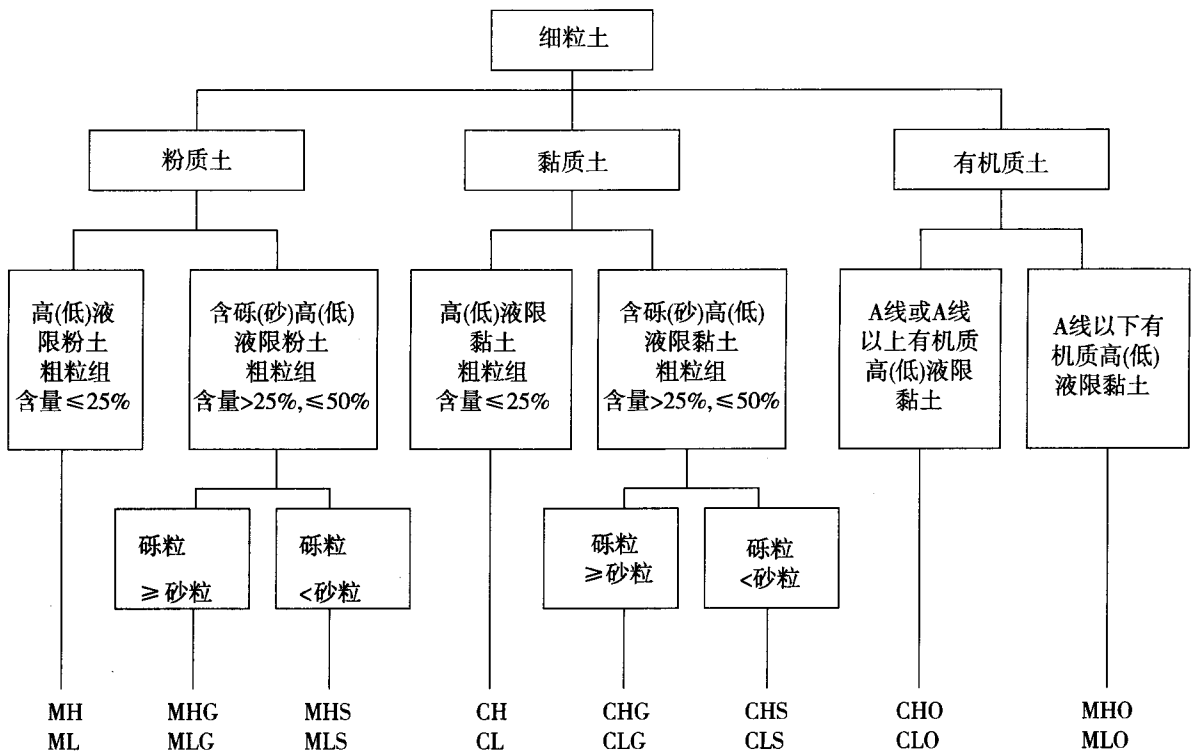 细粒土
粉质土
黏质土
有机质土
高(低)液
限粉土
粗粒组
含量≤25%
含砾(砂)高(低)
液限粉土
粗粒组
含量>25%,≤50%
高(低)液限
黏土
粗粒组
含量≤25%
含砾(砂)高(低)
液限黏土
粗粒组
含量>25%,≤50%
A线或A线
以上有机质
高(低)液限
黏土
A线以下有
机质高(低)
液限黏土
砾粒
≥砂粒
砾粒
<砂粒
砾粒
≥砂粒
砾粒
<砂粒
MH
ML
MHG
MLG
MHS
MLS
CH
CL
CHG
CLG
CHS
CLS
CHO
CLO
MHO
MLO